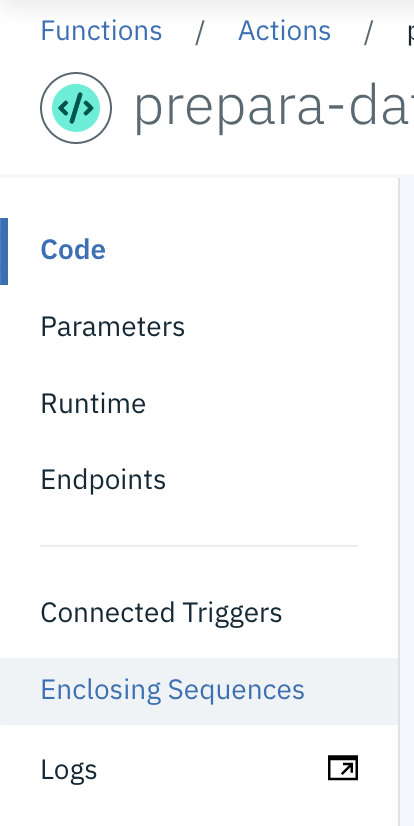 Functions / Actions /
</> prepara-da
Code
Parameters
Runtime
Endpoints
Connected Triggers
Enclosing Sequences
Logs